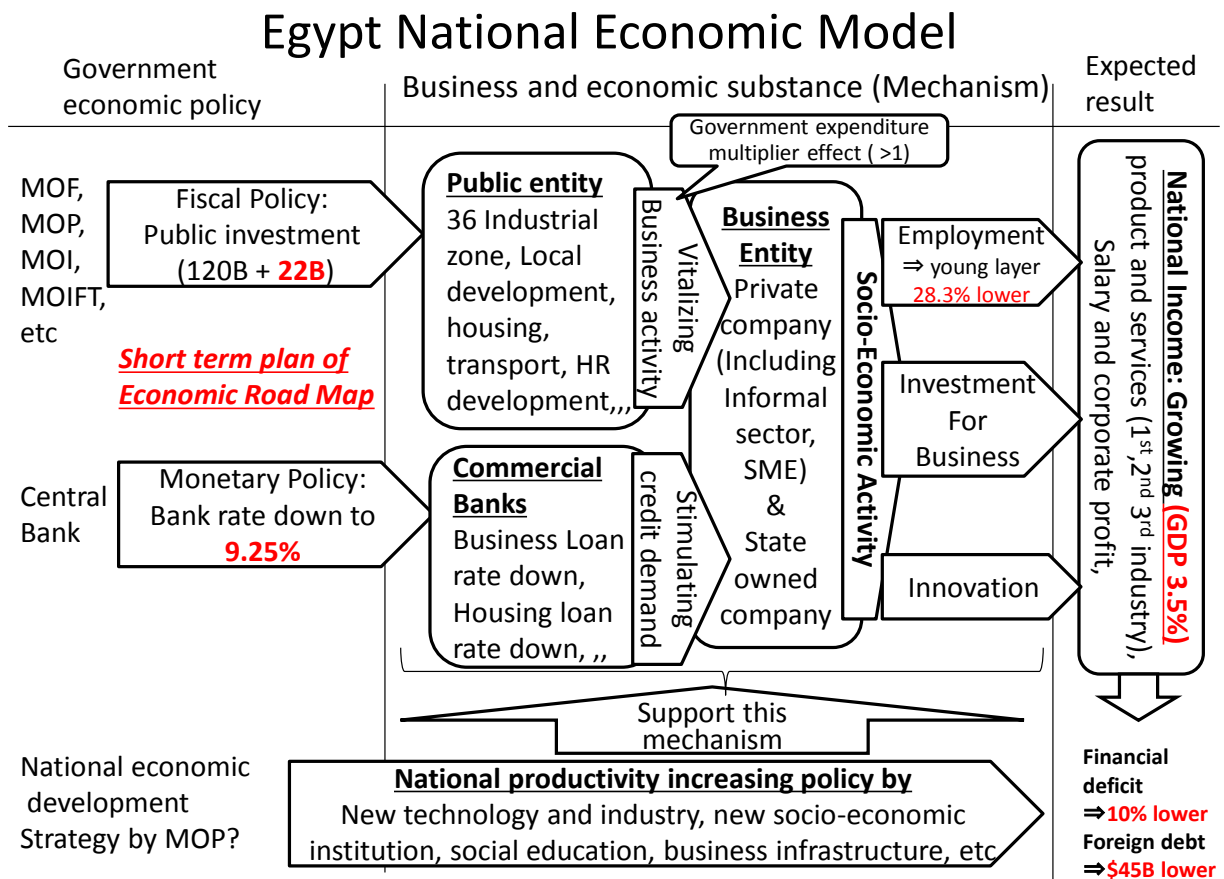 Egypt National Economic Model
Government
economic policy
Business and economic substance (Mechanism)
Expected
result
Government expenditure
multiplier effect ( >1)
MOF,
MOP,
MOI,
MOIFT,
etc
Fiscal Policy:
Public investment
(120B + 22B)
Short term plan of
Economic Road Map
Public entity
36 Industrial
zone, Local
development,
housing,
transport, HR
development,,,
Vitalizing
Business activity
Business
Entity
Private
company
(Including
Informal
sector,
SME)
&
State
owned
company
Socio-Economic Activity
Employment
⇒ young layer
28.3% lower
Investment
For
Business
Innovation
National Income: Growing (GDP 3.5%)
product and services (1st,2nd 3rd industry),
Salary and corporate profit,
Central
Bank
Monetary Policy:
Bank rate down to
9.25%
Commercial
Banks
Business Loan
rate down,
Housing loan
rate down, ,,
Stimulating
credit demand
Support this
mechanism
National economic
development
Strategy by MOP?
National productivity increasing policy by
New technology and industry, new socio-economic
institution, social education, business infrastructure, etc
Financial
deficit
⇒10% lower
Foreign debt
⇒$45B lower